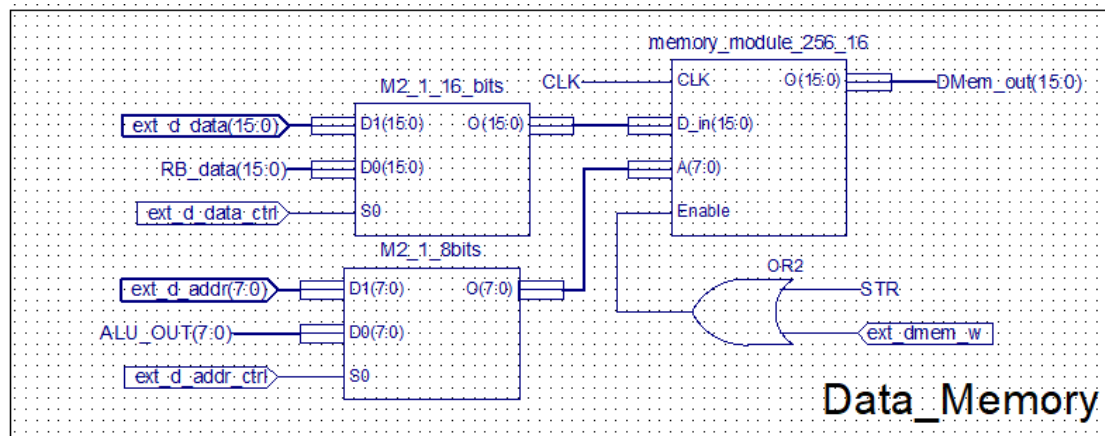 memory_module_256_16
M2_1_16_bits
CLK
CLK
O(15:0)
DMem_out(15:0)
ext_d_data(15:0)
D1(15:0)
O(15:0)
D_in(15:0)
RB_data(15:0)
D0(15:0)
A(7:0)
ext_d_data_ctrl
S0
Enable
M2_1_8bits
OR2
ext_d_addr(7:0)
D1(7:0)
O(7:0)
STR
ALU_OUT(7:0)
D0(7:0)
ext_dmem_w
ext_d_addr_ctrl
S0
Data_Memory